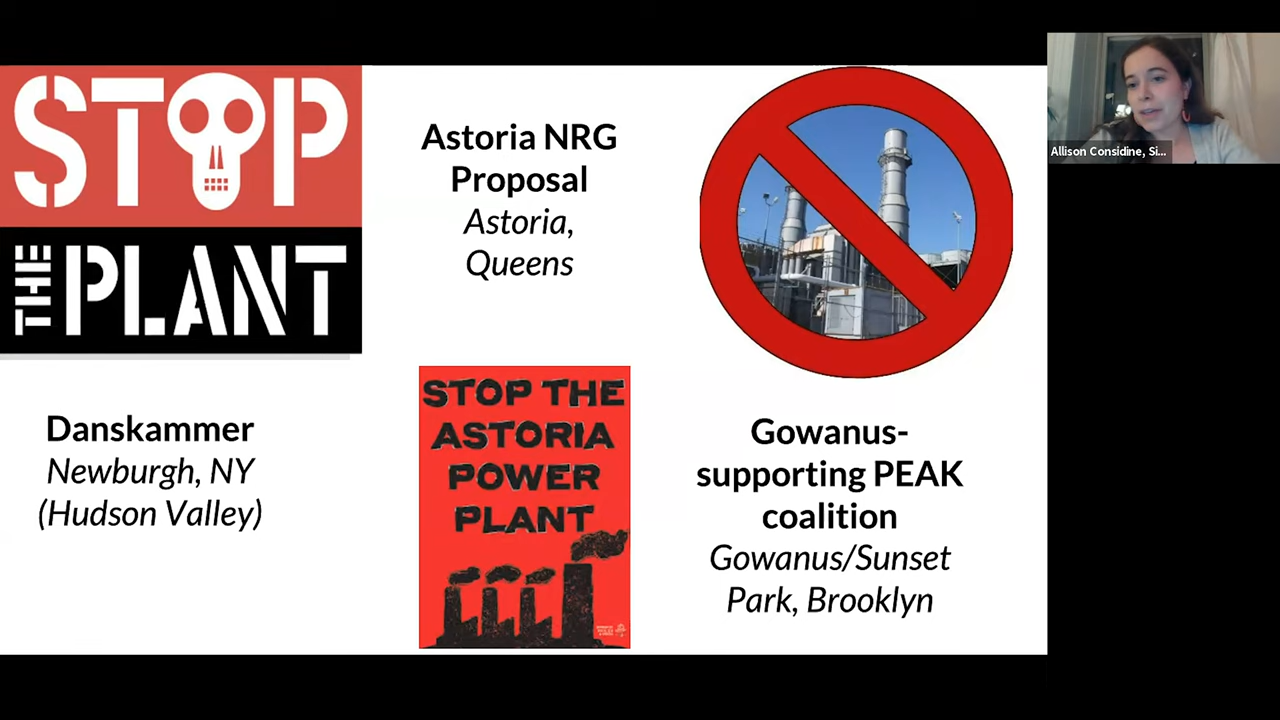 STOP
THE PLANT
Danskammer
Newburgh, NY
(Hudson Valley)
Astoria NRG
Proposal
Astoria,
Queens
STOP THE
ASTORIA
POWER
PLANT
Gowanus-
supporting PEAK
coalition
Gowanus/Sunset
Park, Brooklyn
Allison Considine, Si...